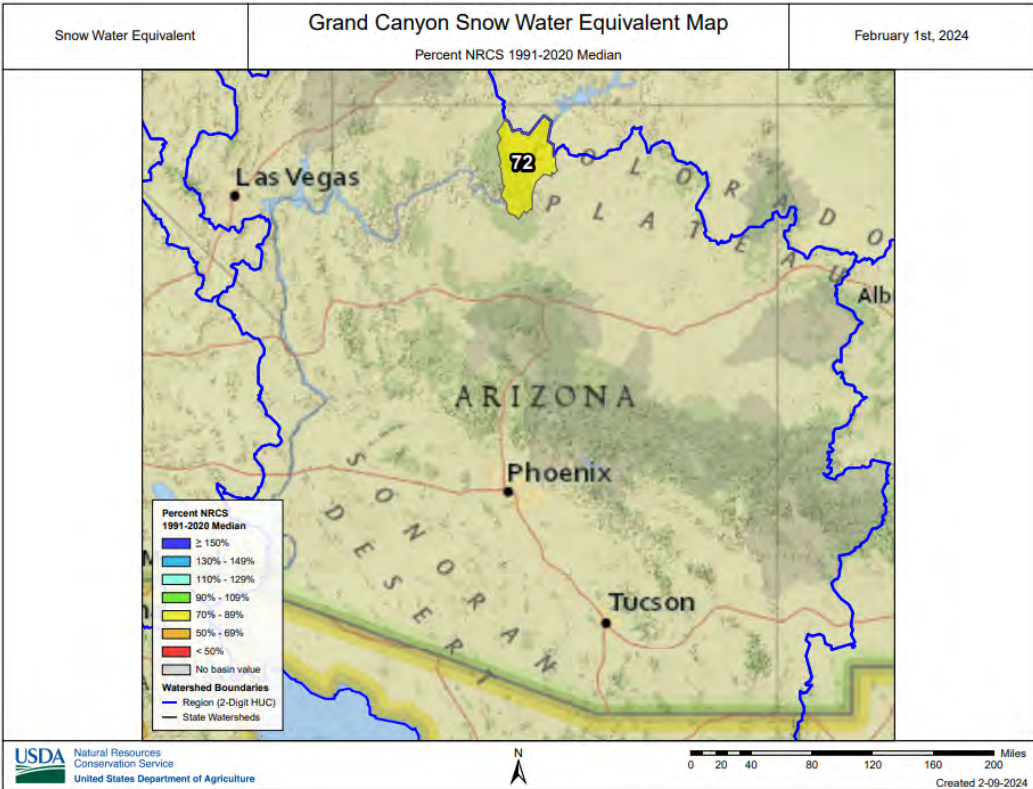 Snow Water Equivalent
Grand Canyon Snow Water Equivalent Map
Percent NRCS 1991-2020 Median
February 1st, 2024
72
Las Vegas
COLORADO
PLATEAU
Alb
ARIZONA
Phoenix
SONORAN
DESERT
Tucson
Percent NRCS
1991-2020 Median
≥ 150%
130% - 149%
110% - 129%
90% - 109%
70% - 89%
50% - 69%
< 50%
No basin value
Watershed Boundaries
Region (2-Digit HUC)
State Watersheds
USDA
Natural Resources
Conservation Service
United States Department of Agriculture
N
Miles
0 20 40 80 120 160 200
Created 2-09-2024